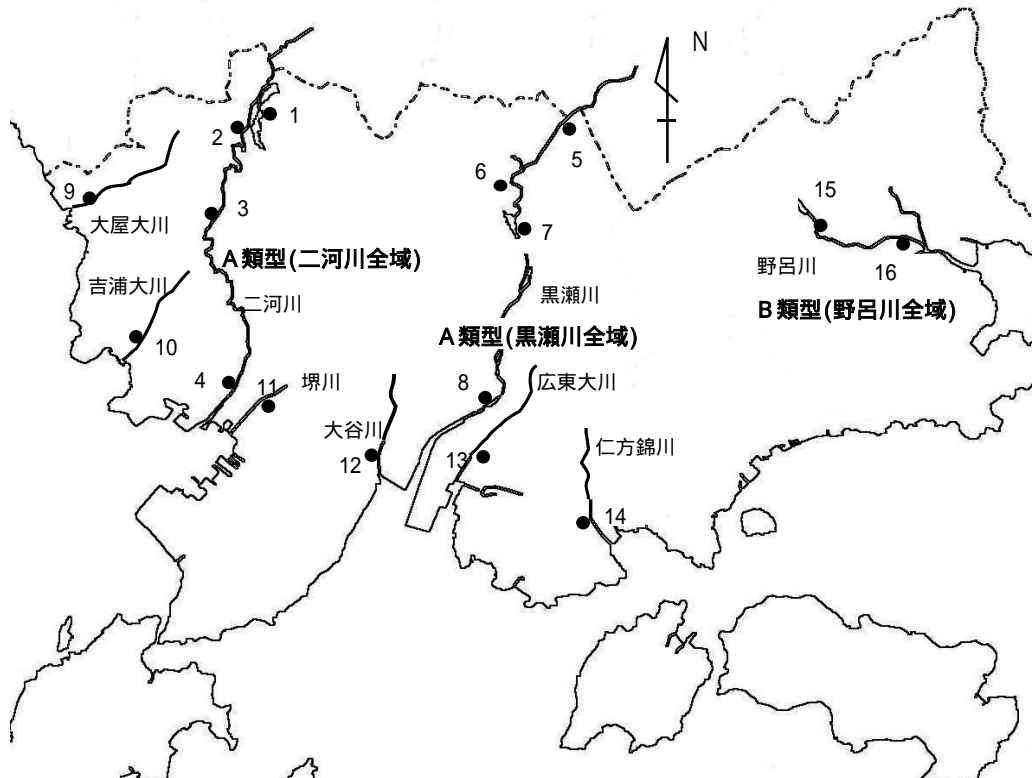 N
1
2
5
6
9
15
3
大屋大川
7
野呂川
16
A類型(二河川全域)
吉浦大川
二河川
黒瀬川
B類型(野呂川全域)
10
A類型(黒瀬川全域)
4
11
堺川
8
広東大川
大谷川
12
13
仁方錦川
14